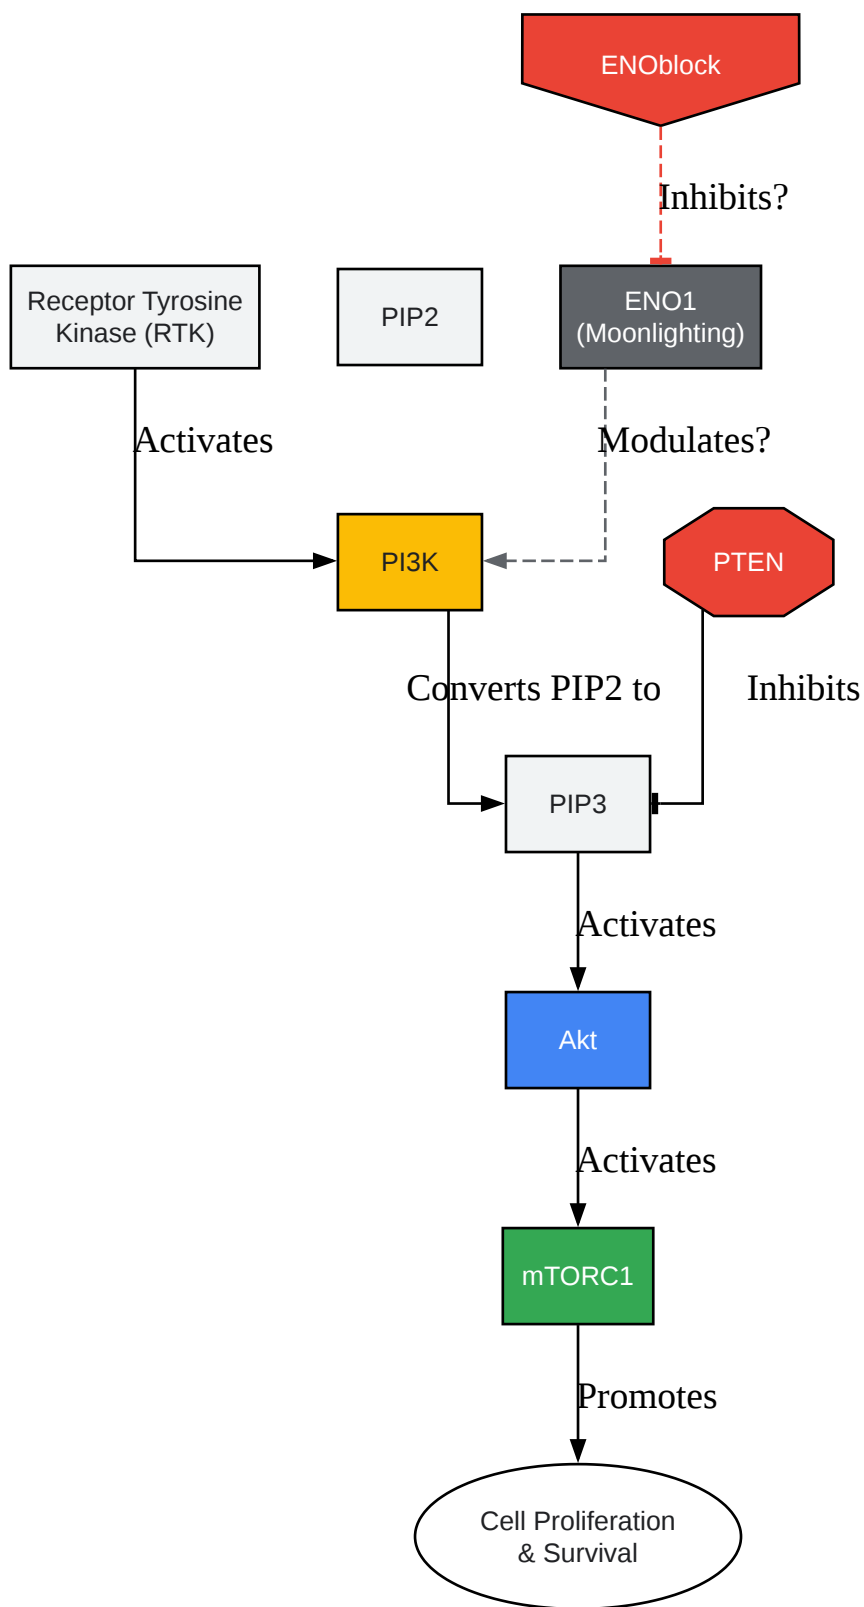 ENOblock
Inhibits?
Receptor Tyrosine
Kinase (RTK)
PIP2
ENO1
(Moonlighting)
Activates
Modulates?
PI3K
PTEN
Converts PIP2 to
Inhibits
PIP3
Activates
Akt
Activates
mTORC1
Promotes
Cell Proliferation
& Survival